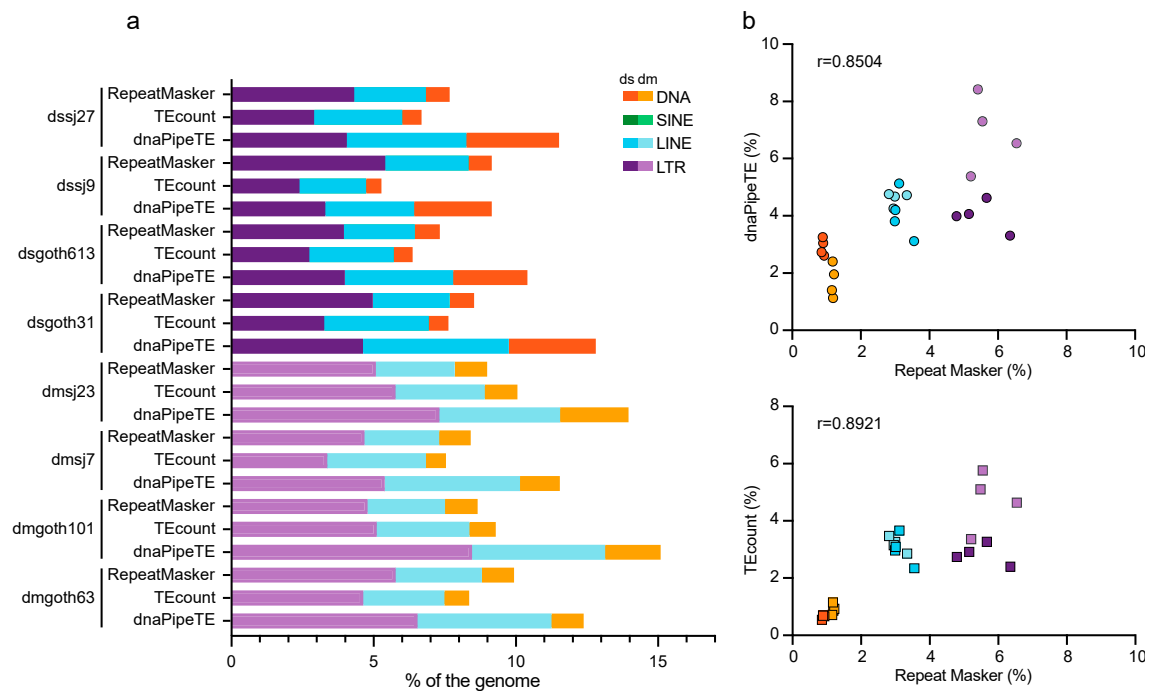 a
ds dm
DNA
SINE
LINE
LTR
dssj27
RepeatMasker
TEcount
dnaPipeTE
dssj9
RepeatMasker
TEcount
dnaPipeTE
dsgoth613
RepeatMasker
TEcount
dnaPipeTE
dsgoth31
RepeatMasker
TEcount
dnaPipeTE
dmsj23
RepeatMasker
TEcount
dnaPipeTE
dmsj7
RepeatMasker
TEcount
dnaPipeTE
dmgoth101
RepeatMasker
TEcount
dnaPipeTE
dmgoth63
RepeatMasker
TEcount
dnaPipeTE
0 5 10 15
% of the genome
b
r=0.8504
dnaPipeTE (%)
10
8
6
4
2
0
0 2 4 6 8 10
Repeat Masker (%)
r=0.8921
TEcount (%)
8
6
4
2
0
0 2 4 6 8 10
Repeat Masker (%)